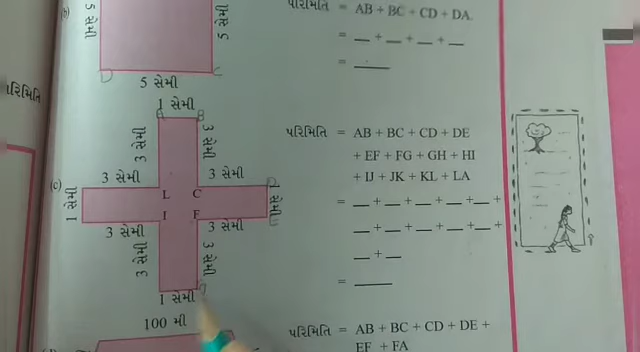 (b)
5 સેમી
5 સેમી
D
C
5 સેમી
પરિમિતિ = AB + BC + CD + DA
= __ + __ + __ + __
= ____
પરિમિતિ
(c)
1 સેમી
A B
3 સેમી
3 સેમી
3 સેમી
3 સેમી
1 સેમી
1 સેમી
L C
I F
3 સેમી
3 સેમી
3 સેમી
3 સેમી
1 સેમી
પરિમિતિ = AB + BC + CD + DE
+ EF + FG + GH + HI
+ IJ + JK + KL + LA
= __ + __ + __ + __ + __ +
__ + __ + __ + __ + __ +
__ + __
= ____
100 મી
પરિમિતિ = AB + BC + CD + DE +
EF + FA